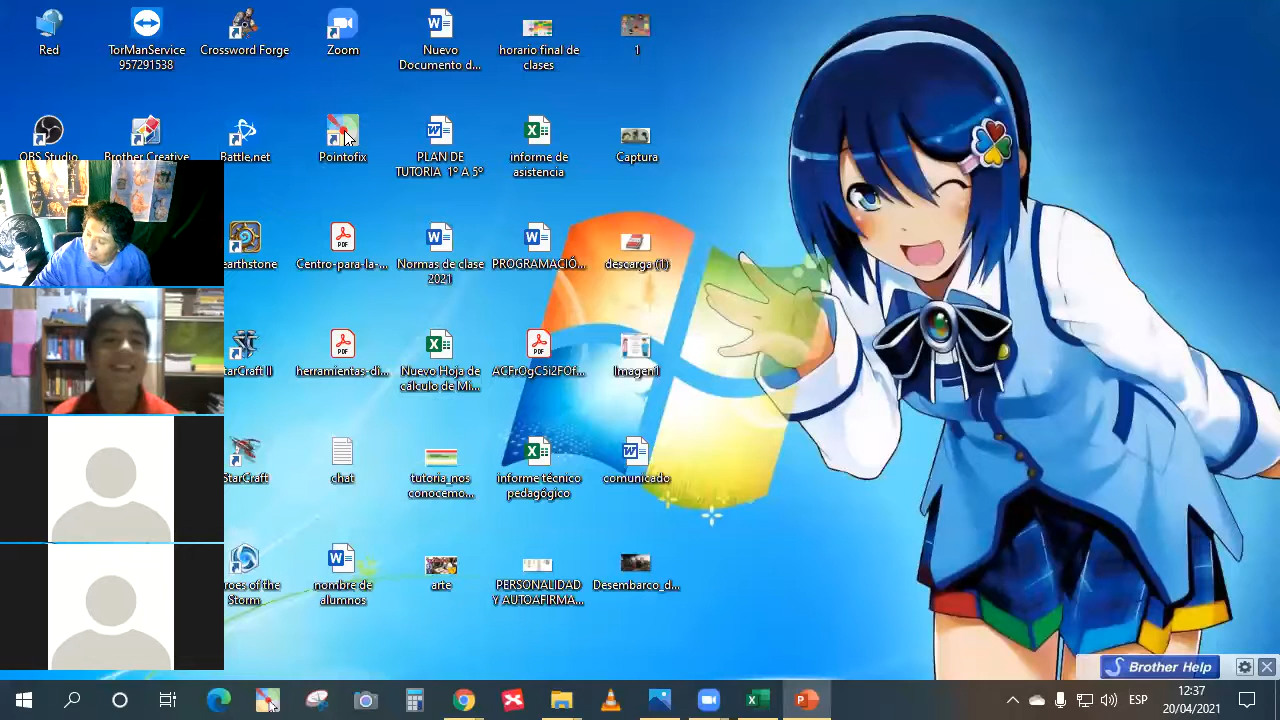 Red
TorManService
957291538
Crossword Forge
Zoom
Nuevo
Documento d...
horario final de
clases
1
OBS Studio
Brother Creative
Battle.net
Pointofix
PLAN DE
TUTORIA 1º A 5º
informe de
asistencia
Captura
earthstone
Centro-para-la-...
Normas de clase
2021
PROGRAMACIÓ...
descarga (1)
tarCraft II
herramientas-di...
Nuevo Hoja de
cálculo de Mi...
ACFrOgC5i2FOf...
Imagen1
StarCraft
chat
tutoria_nos
conocemo...
informe técnico
pedagógico
comunicado
roes of the
Storm
nombre de
alumnos
arte
PERSONALIDAD
Y AUTOAFIRMA...
Desembarco_d...
Brother Help
ESP
12:37
20/04/2021